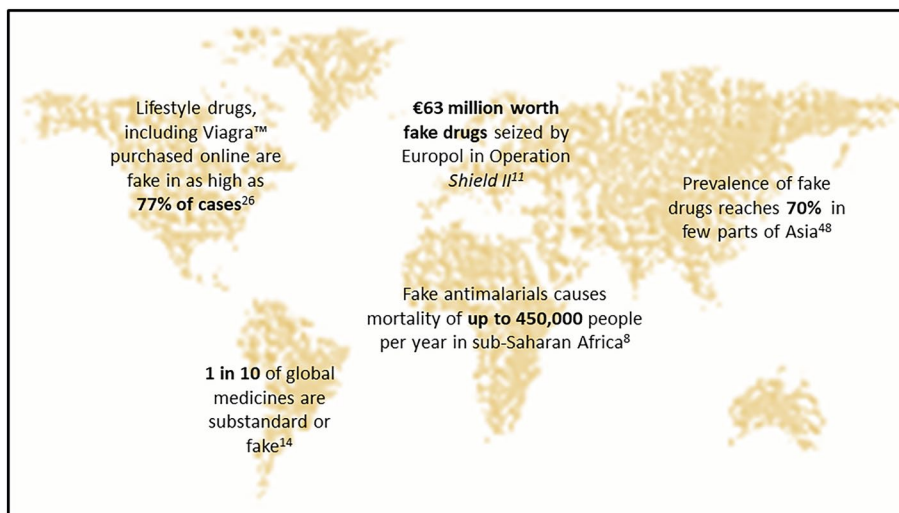 Lifestyle drugs,
including Viagra™
purchased online are
fake in as high as
77% of cases²⁶
€63 million worth
fake drugs seized by
Europol in Operation
Shield II¹¹
Prevalence of fake
drugs reaches 70% in
few parts of Asia⁴⁸
Fake antimalarials causes
mortality of up to 450,000 people
per year in sub-Saharan Africa⁸
1 in 10 of global
medicines are
substandard or
fake¹⁴